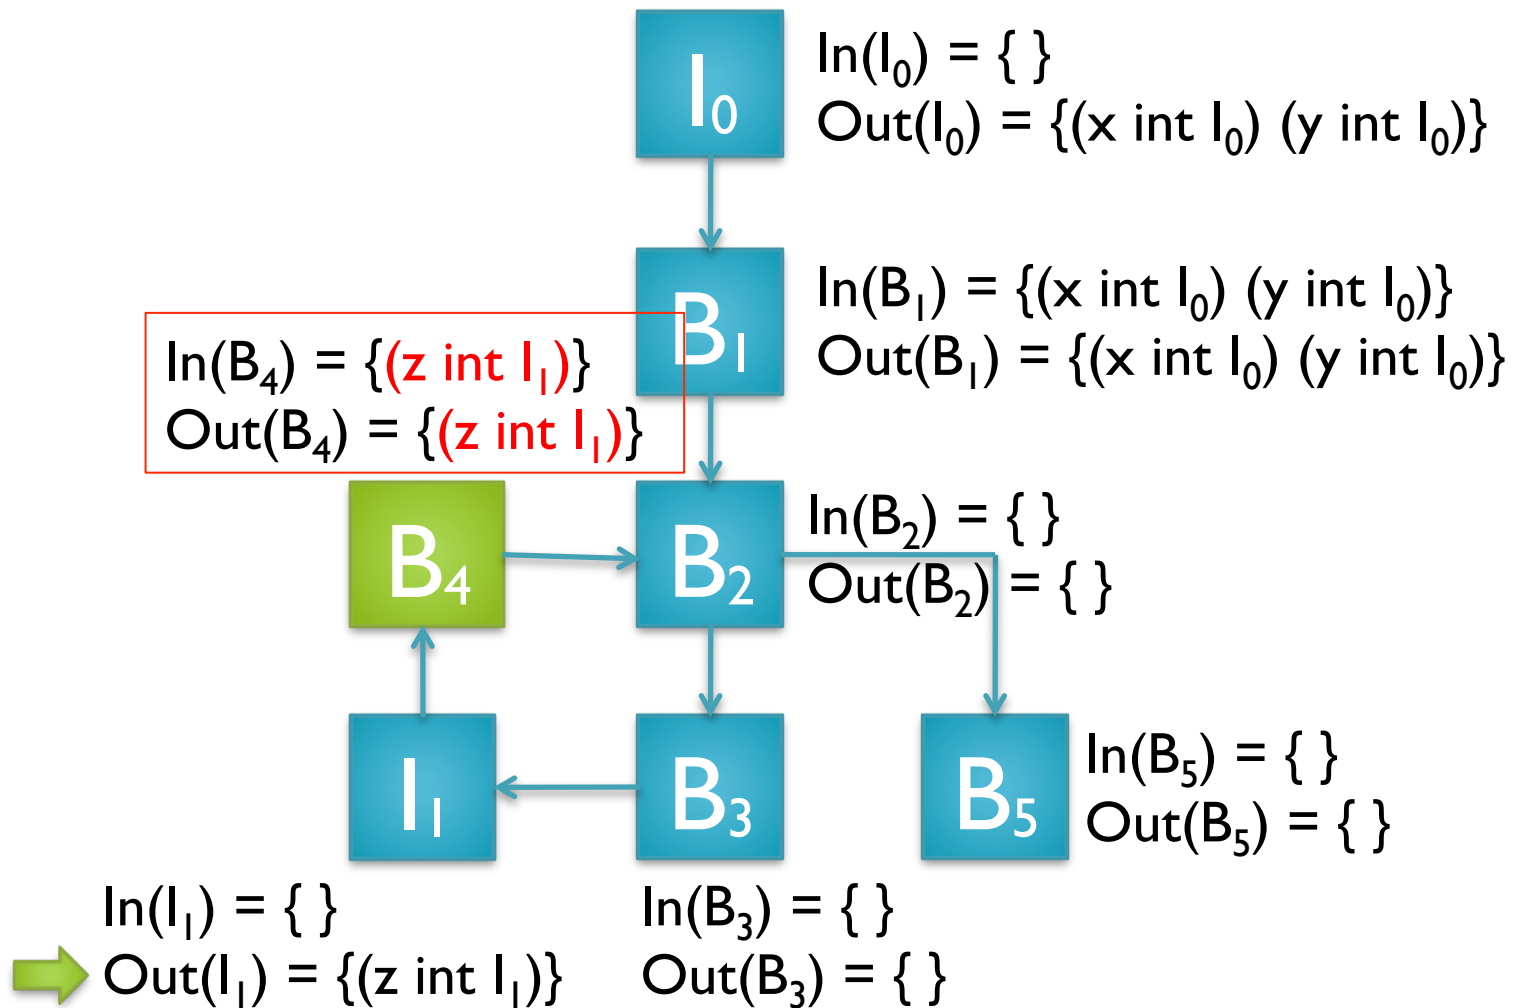 I₀
In(I₀) = { }
Out(I₀) = {(x int I₀) (y int I₀)}
B₁
In(B₁) = {(x int I₀) (y int I₀)}
Out(B₁) = {(x int I₀) (y int I₀)}
In(B₄) = {(z int I₁)}
Out(B₄) = {(z int I₁)}
B₄
B₂
In(B₂) = { }
Out(B₂) = { }
I₁
B₃
B₅
In(B₅) = { }
Out(B₅) = { }
In(I₁) = { }
Out(I₁) = {(z int I₁)}
In(B₃) = { }
Out(B₃) = { }